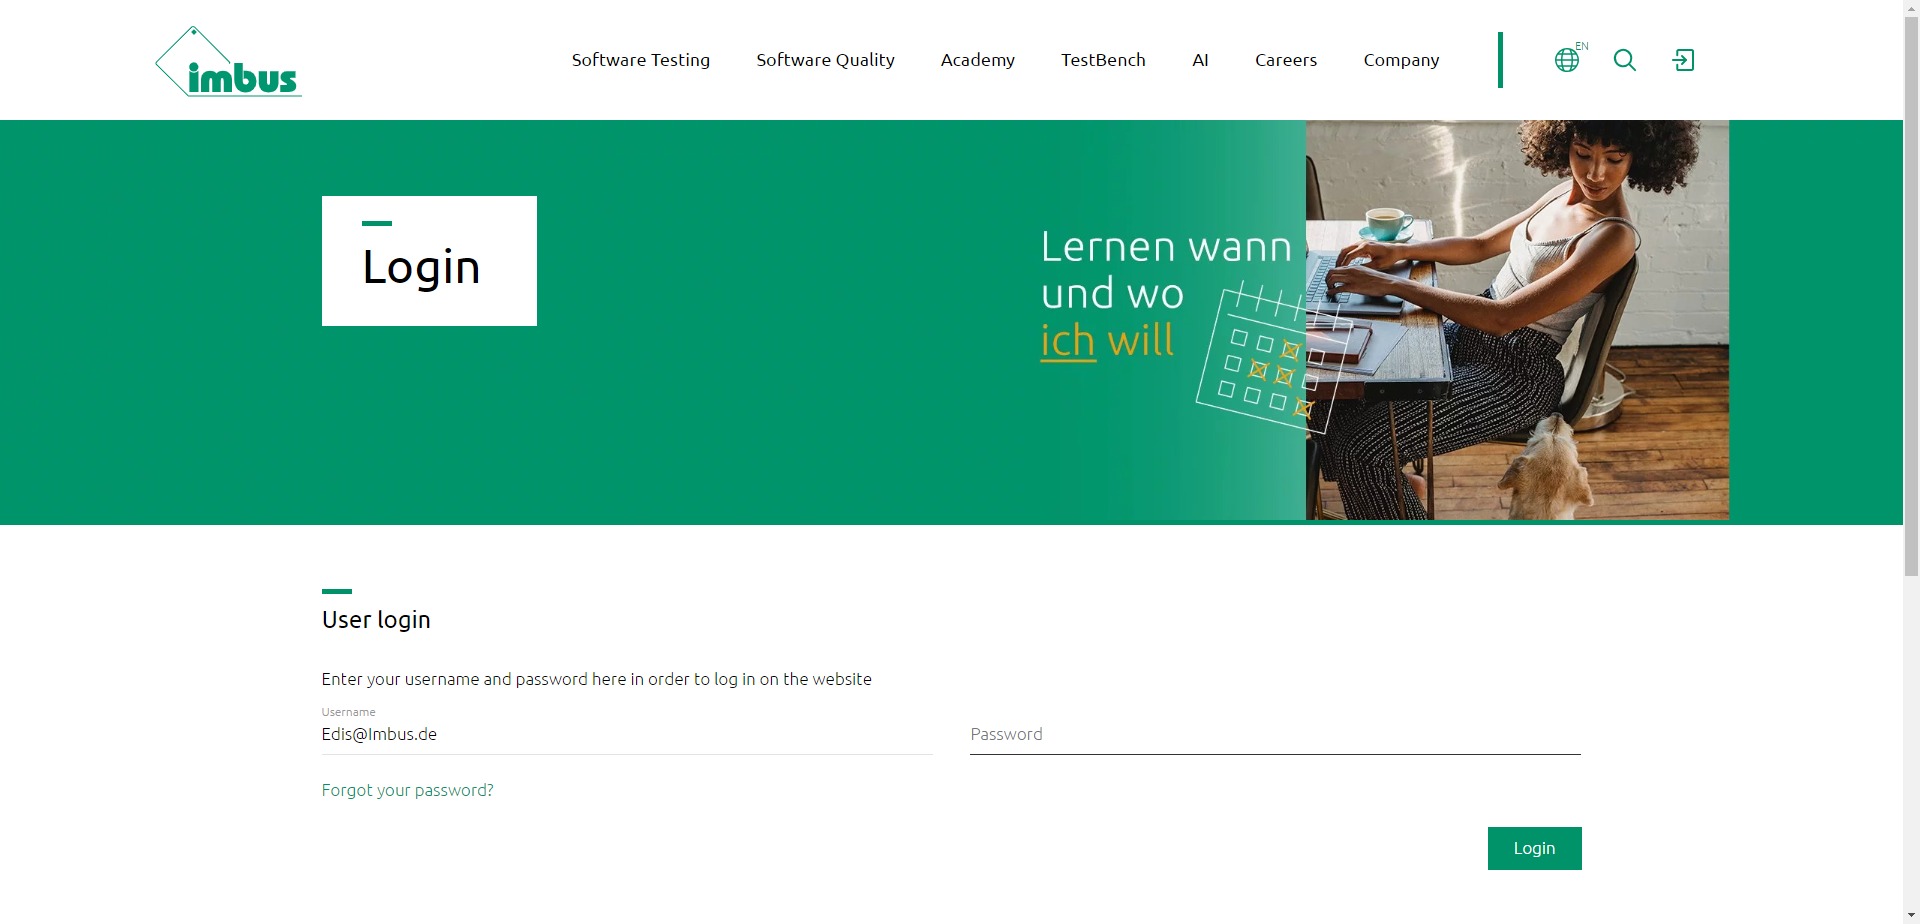 imbus
Software Testing
Software Quality
Academy
TestBench
AI
Careers
Company
EN
Login
Lernen wann
und wo
ich will
User login
Enter your username and password here in order to log in on the website
Username
Edis@Imbus.de
Password
Forgot your password?
Login